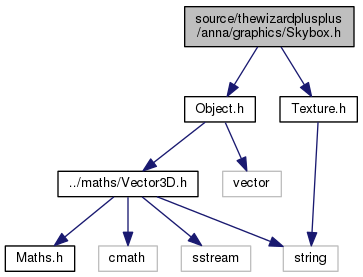 source/thewizardplusplus
/anna/graphics/Skybox.h
Object.h
Texture.h
../maths/Vector3D.h
vector
Maths.h
cmath
sstream
string